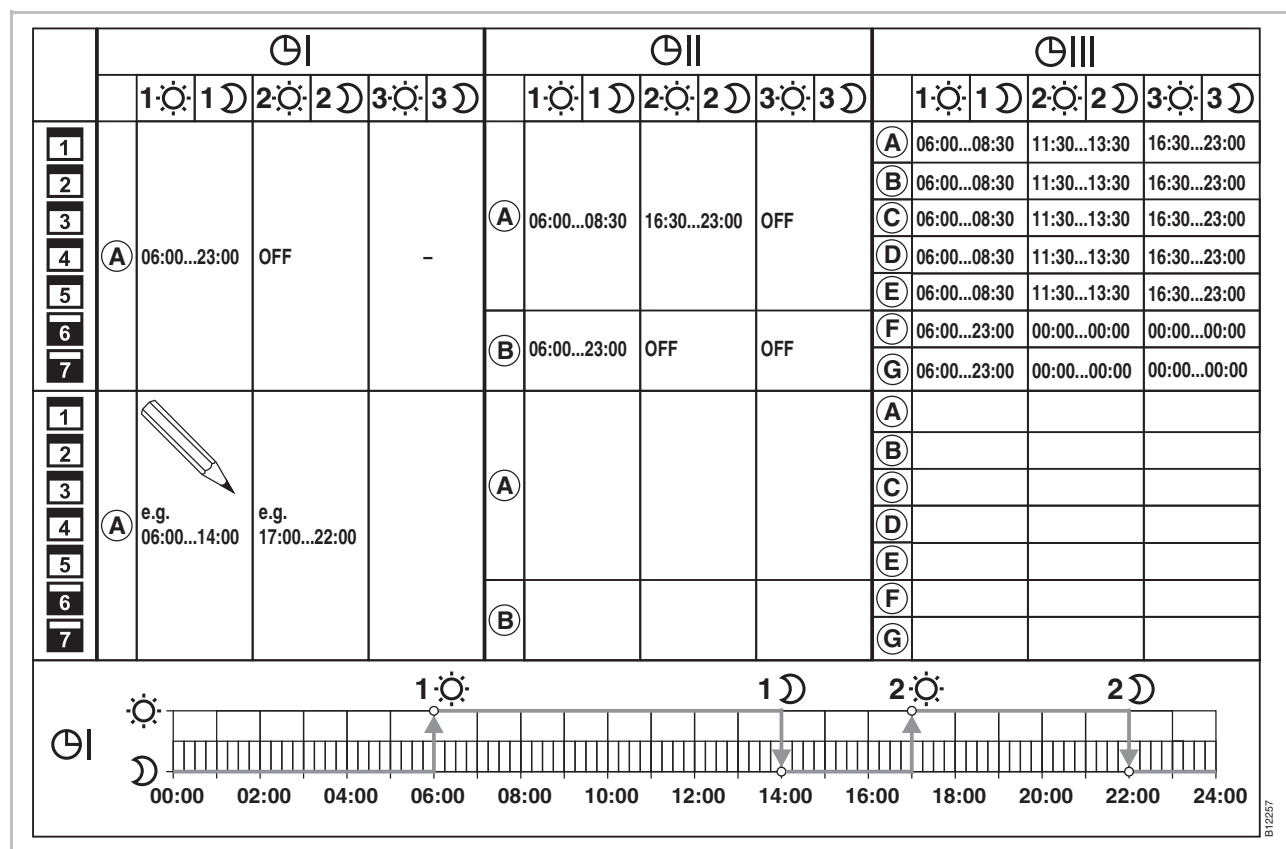 I II III
1 1 2 2 3 3 1 1 2 2 3 3 1 1 2 2 3 3
1 A 06:00...08:30 11:30...13:30 16:30...23:00
2 B 06:00...08:30 11:30...13:30 16:30...23:00
3 A 06:00...08:30 16:30...23:00 OFF C 06:00...08:30 11:30...13:30 16:30...23:00
4 A 06:00...23:00 OFF – D 06:00...08:30 11:30...13:30 16:30...23:00
5 E 06:00...08:30 11:30...13:30 16:30...23:00
6 F 06:00...23:00 00:00...00:00 00:00...00:00
B 06:00...23:00 OFF OFF
7 G 06:00...23:00 00:00...00:00 00:00...00:00
1 A
2 B
3 A C
e.g. e.g.
4 A D
06:00...14:00 17:00...22:00
5 E
6 F
B
7 G
1 1 2 2
I
00:00 02:00 04:00 06:00 08:00 10:00 12:00 14:00 16:00 18:00 20:00 22:00 24:00
B12257